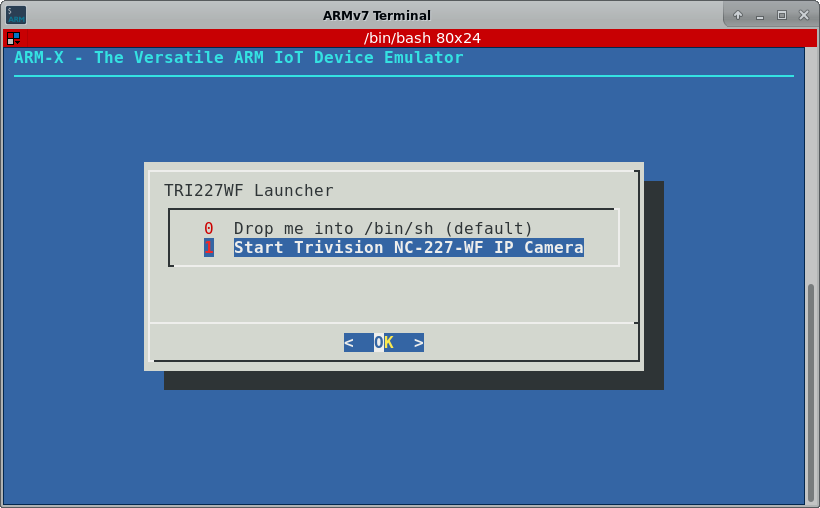 S
ARM
ARMv7 Terminal
/bin/bash 80x24
ARM-X - The Versatile ARM IoT Device Emulator
TRI227WF Launcher
0 Drop me into /bin/sh (default)
1 Start Trivision NC-227-WF IP Camera
< OK >